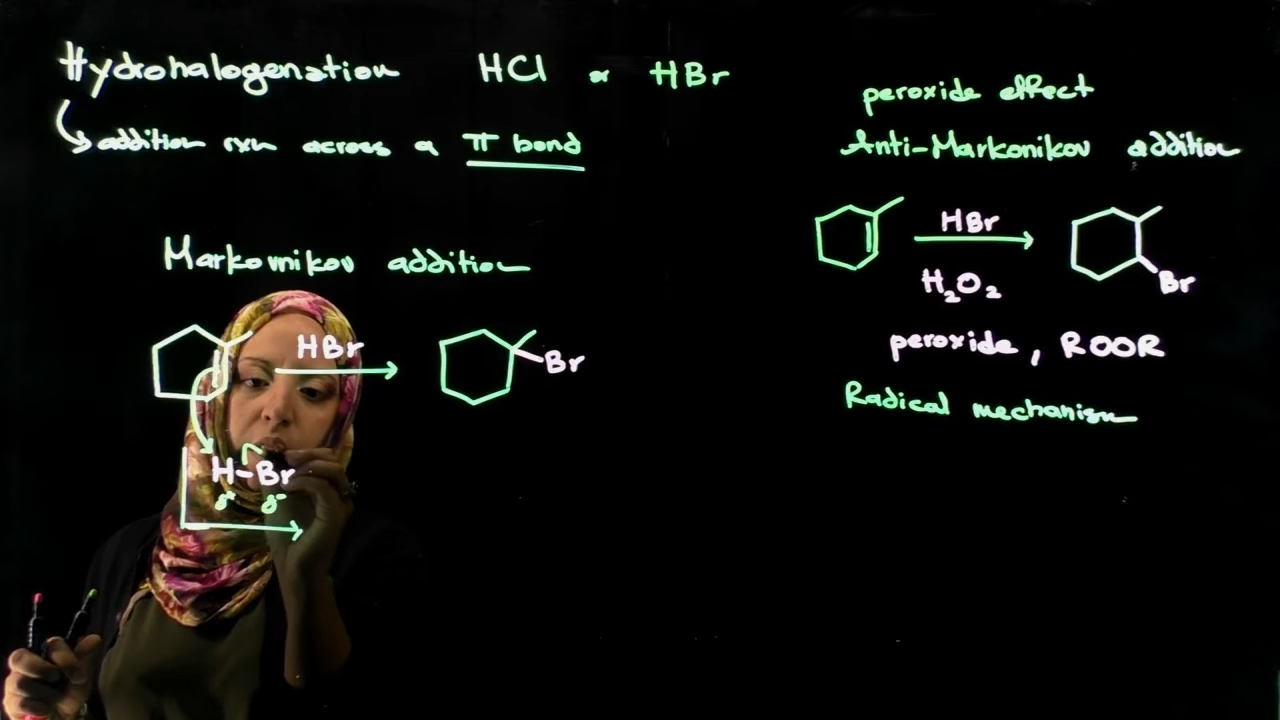 Hydrohalogenation HCl or HBr
addition rxn across a π bond
Markovnikov addition
HBr
Br
H-Br
δ+ δ-
peroxide effect
Anti-Markonikov addition
HBr
H₂O₂
Br
peroxide, ROOR
Radical mechanism